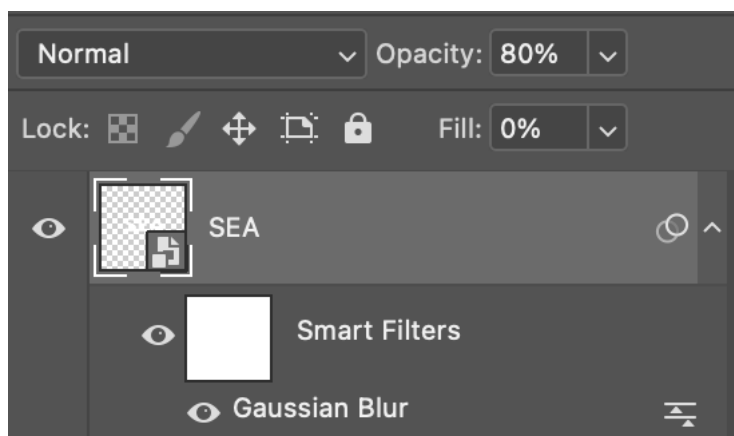 Normal Opacity: 80%
Lock: Fill: 0%
SEA
Smart Filters
Gaussian Blur